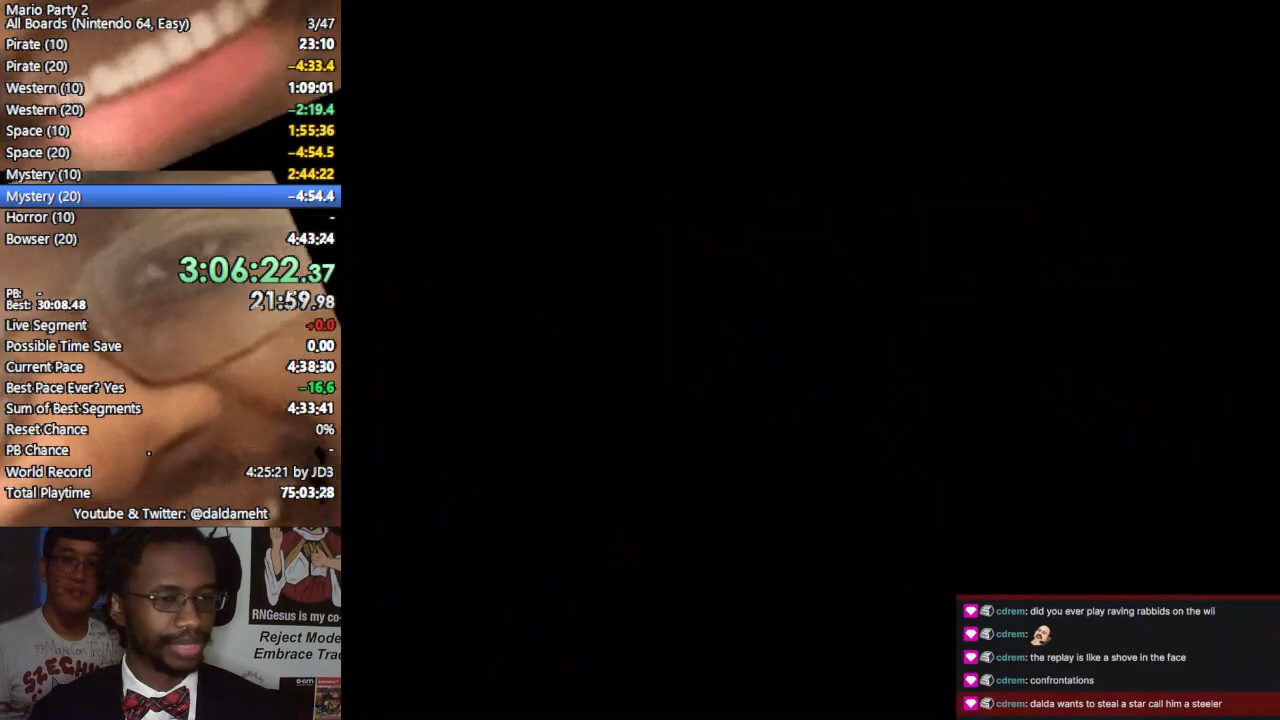 Mario Party 2
All Boards (Nintendo 64, Easy) 3/47
Pirate (10) 23:10
Pirate (20) −4:33.4
Western (10) 1:09:01
Western (20) −2:19.4
Space (10) 1:55:36
Space (20) −4:54.5
Mystery (10) 2:44:22
Mystery (20) −4:54.4
Horror (10) -
Bowser (20) 4:43:24
3:06:22.37
PB: -
Best: 30:08.48 21:59.98
Live Segment +0.0
Possible Time Save 0.00
Current Pace 4:38:30
Best Pace Ever? Yes −16.6
Sum of Best Segments 4:33:41
Reset Chance 0%
PB Chance -
World Record 4:25:21 by JD3
Total Playtime 75:03:28
Youtube & Twitter: @daldameht
RNGesus is my co-
Reject Mode
Embrace Trad
cdrem: did you ever play raving rabbids on the wii
cdrem:
cdrem: the replay is like a shove in the face
cdrem: confrontations
cdrem: dalda wants to steal a star call him a steeler